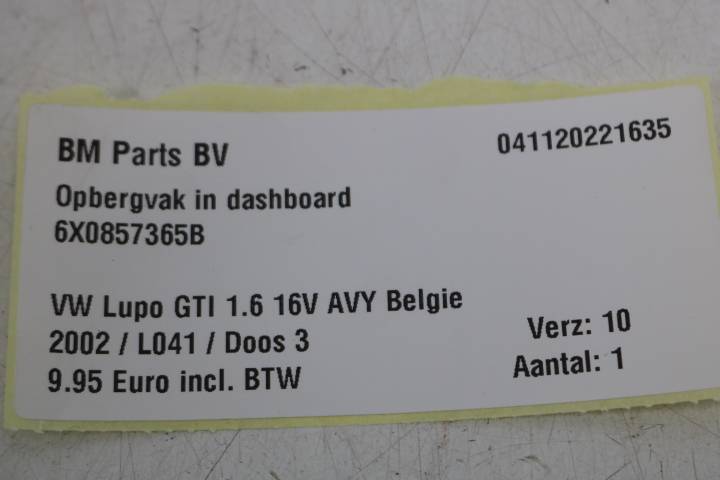 BM Parts BV
041120221635
Opbergvak in dashboard
6X0857365B
VW Lupo GTI 1.6 16V AVY Belgie
2002 / L041 / Doos 3
Verz: 10
9.95 Euro incl. BTW
Aantal: 1